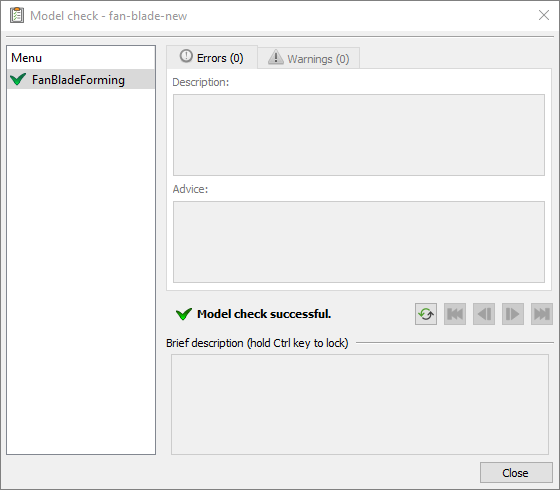 Model check - fan-blade-new
Menu
FanBladeForming
Errors (0)
Warnings (0)
Description:
Advice:
Model check successful.
Brief description (hold Ctrl key to lock)
Close